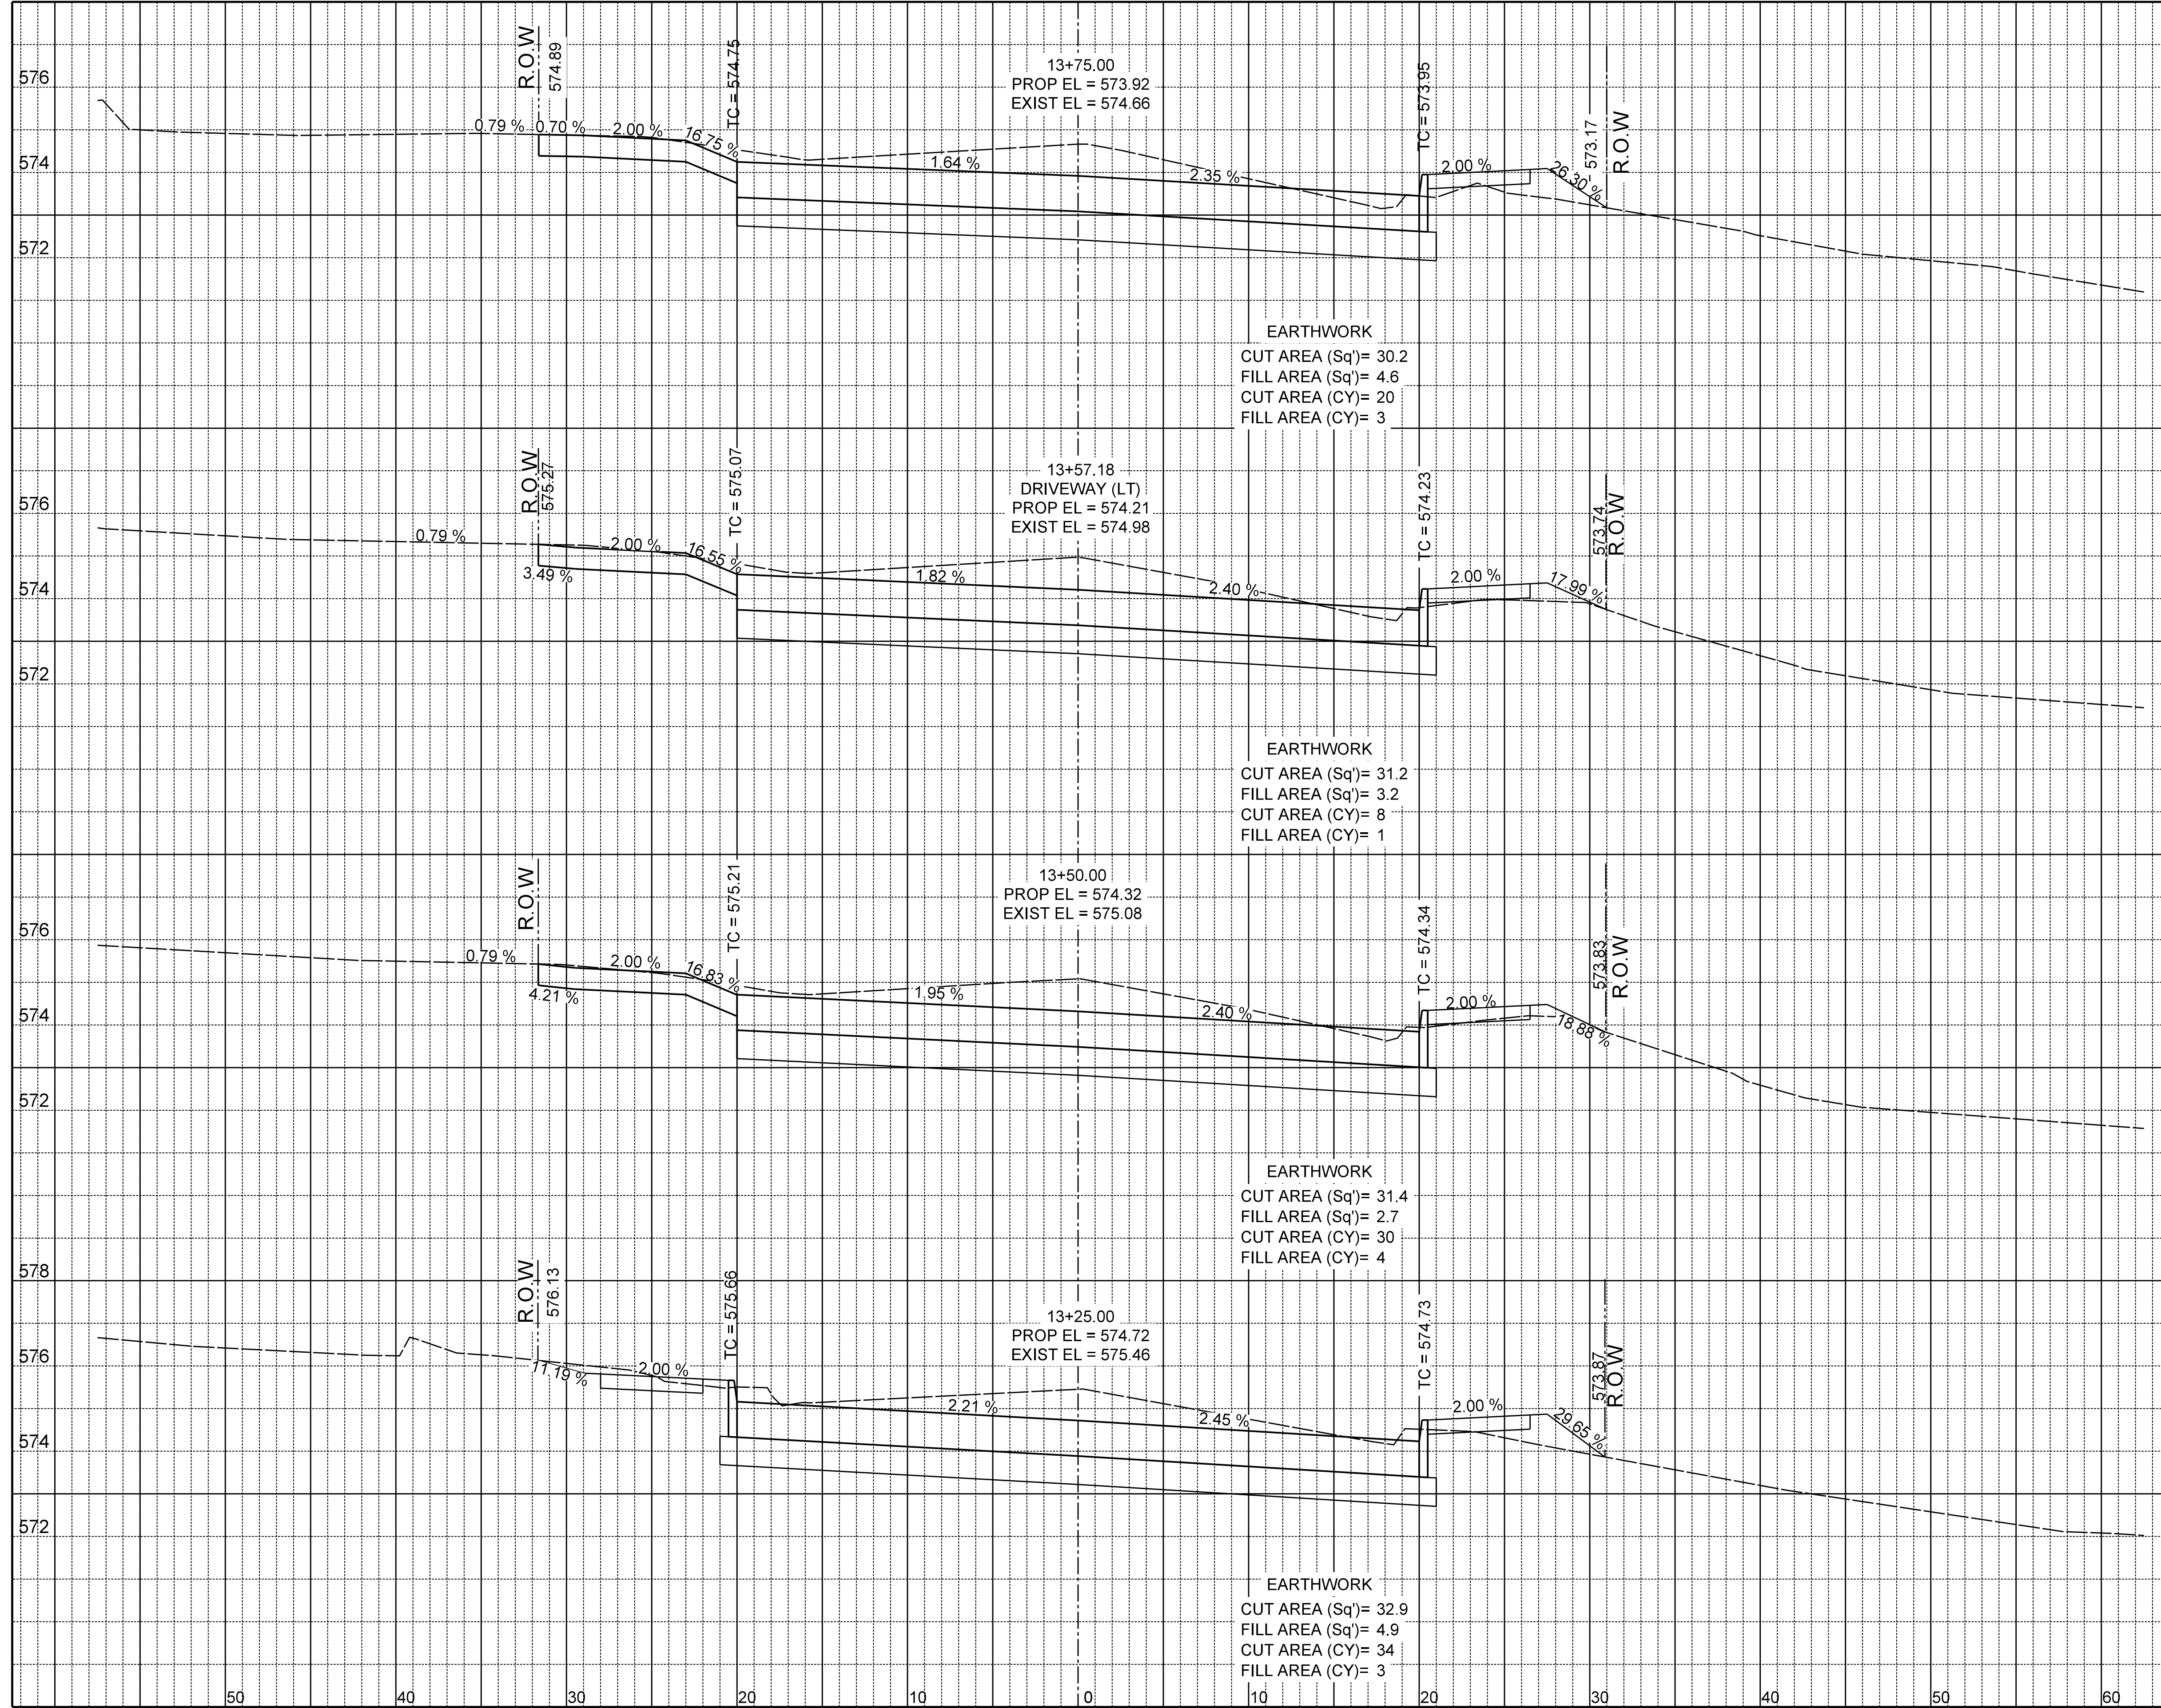 R.O.W
574.89
TC = 574.75
13+75.00
PROP EL = 573.92
EXIST EL = 574.66
TC = 573.95
573.17
R.O.W
576
0.79 %
0.70 %
2.00 %
16.75 %
1.64 %
2.35 %
2.00 %
26.30 %
574
572
EARTHWORK
CUT AREA (Sq')= 30.2
FILL AREA (Sq')= 4.6
CUT AREA (CY)= 20
FILL AREA (CY)= 3
R.O.W
575.27
TC = 575.07
13+57.18
DRIVEWAY (LT)
PROP EL = 574.21
EXIST EL = 574.98
TC = 574.23
573.74
R.O.W
576
0.79 %
2.00 %
16.55 %
3.49 %
1.82 %
2.40 %
2.00 %
17.99 %
574
572
EARTHWORK
CUT AREA (Sq')= 31.2
FILL AREA (Sq')= 3.2
CUT AREA (CY)= 8
FILL AREA (CY)= 1
R.O.W
TC = 575.21
13+50.00
PROP EL = 574.32
EXIST EL = 575.08
TC = 574.34
573.83
R.O.W
576
0.79 %
2.00 %
16.83 %
4.21 %
1.95 %
2.40 %
2.00 %
18.88 %
574
572
EARTHWORK
CUT AREA (Sq')= 31.4
FILL AREA (Sq')= 2.7
CUT AREA (CY)= 30
FILL AREA (CY)= 4
578
R.O.W
576.13
TC = 575.66
13+25.00
PROP EL = 574.72
EXIST EL = 575.46
TC = 574.73
573.87
R.O.W
576
11.19 %
2.00 %
2.21 %
2.45 %
2.00 %
29.65 %
574
572
EARTHWORK
CUT AREA (Sq')= 32.9
FILL AREA (Sq')= 4.9
CUT AREA (CY)= 34
FILL AREA (CY)= 3
50 40 30 20 10 0 10 20 30 40 50 60